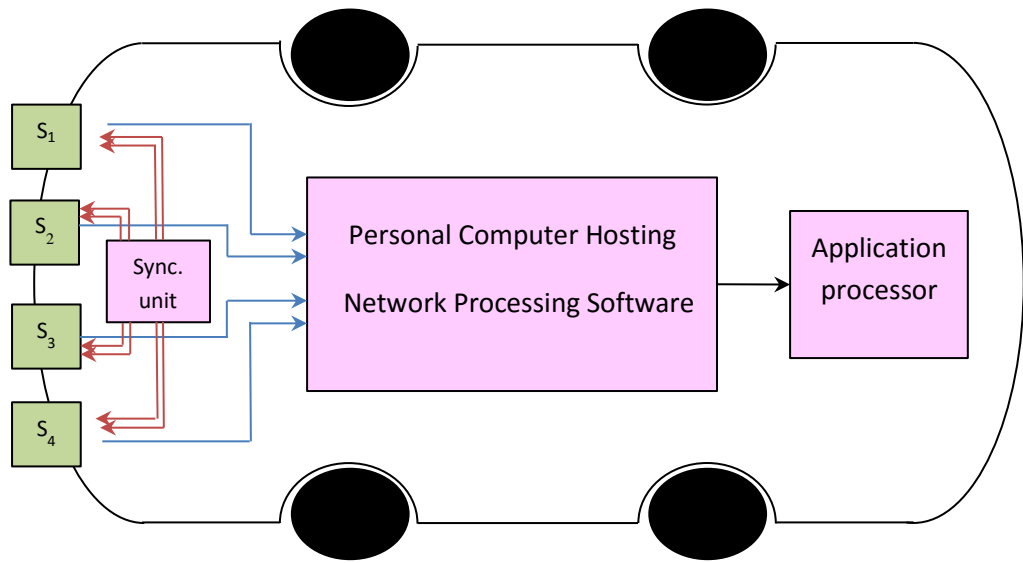 S1
S2
S3
S4
Sync.
unit
Personal Computer Hosting
Network Processing Software
Application
processor